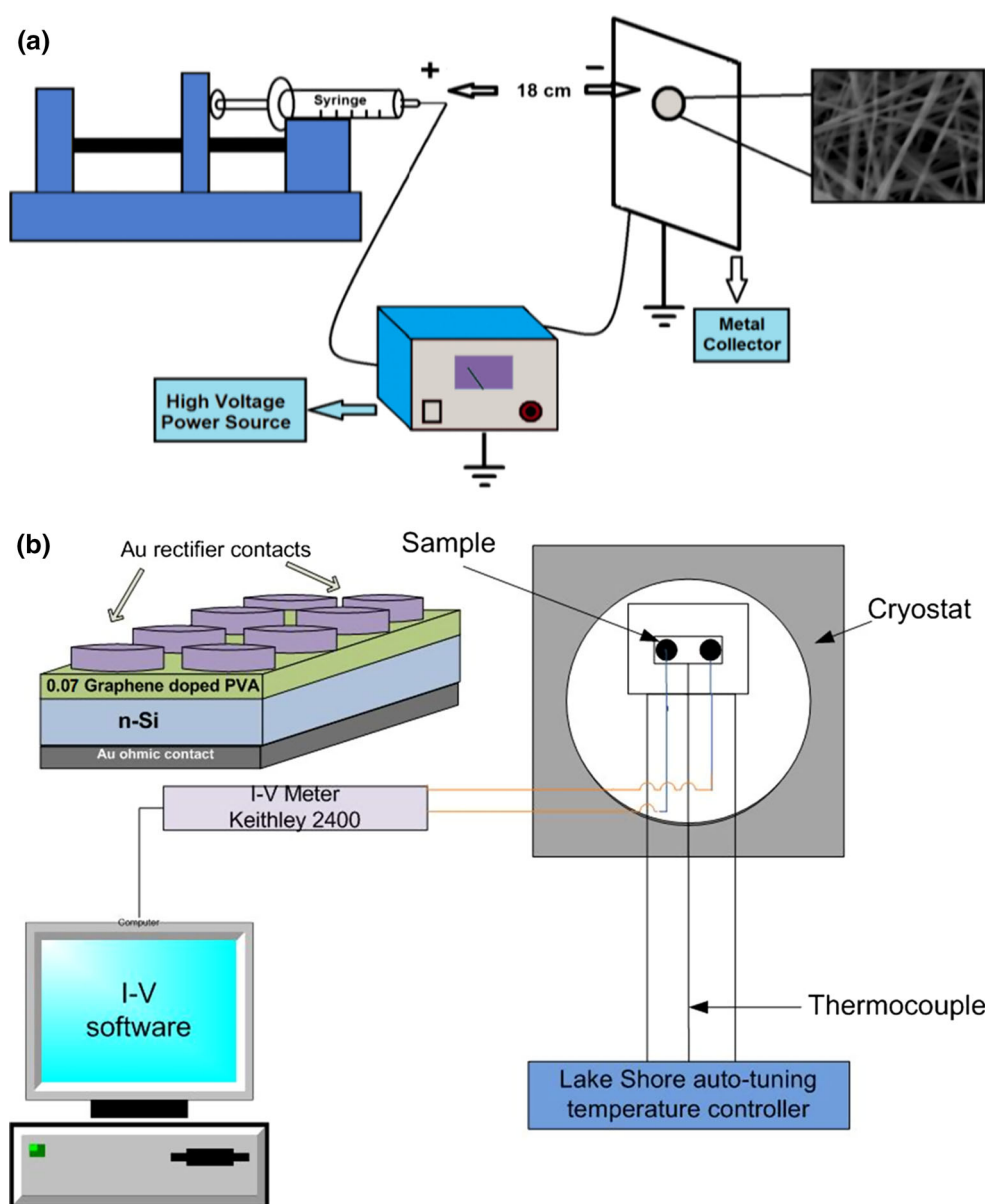 (a)
+
−
18 cm
Syringe
Metal
Collector
High Voltage
Power Source
(b)
Au rectifier contacts
Sample
Cryostat
0.07 Graphene doped PVA
n-Si
Au ohmic contact
I-V Meter
Keithley 2400
Computer
I-V
software
Thermocouple
Lake Shore auto-tuning
temperature controller